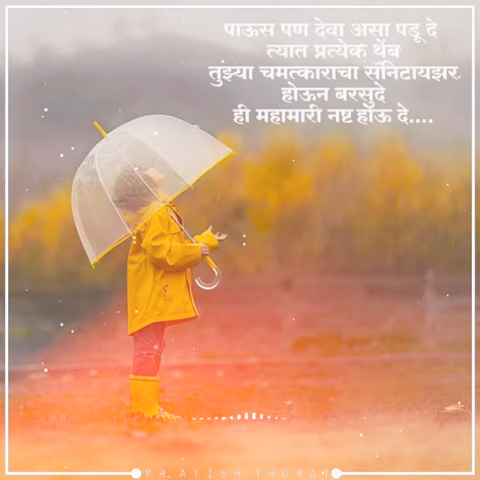 पाऊस पण देवा असा पडू दे
त्यात प्रत्येक थेंब
तुझ्या चमत्काराचा सॅनिटायझर
होऊन बरसुदे
ही महामारी नष्ट होऊ दे....
MR. ATISH THORAT